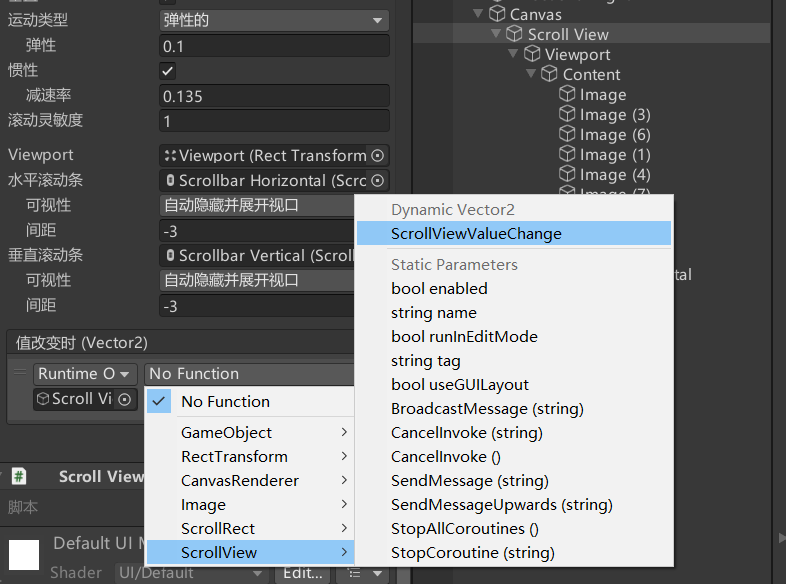 运动类型 弹性的
弹性 0.1
惯性
减速率 0.135
滚动灵敏度 1
Viewport Viewport (Rect Transform
水平滚动条 Scrollbar Horizontal (Scrc
可视性 自动隐藏并展开视口
间距 -3
垂直滚动条 Scrollbar Vertical (Scroll
可视性 自动隐藏并展开视口
间距 -3
值改变时 (Vector2)
Runtime O No Function
Scroll Vi
No Function
GameObject
RectTransform
CanvasRenderer
Image
ScrollRect
ScrollView
Scroll View
脚本
Default UI M
Shader UI/Default Edit...
Canvas
Scroll View
Viewport
Content
Image
Image (3)
Image (6)
Image (1)
Image (4)
Image (7)
tal
Dynamic Vector2
ScrollViewValueChange
Static Parameters
bool enabled
string name
bool runInEditMode
string tag
bool useGUILayout
BroadcastMessage (string)
CancelInvoke (string)
CancelInvoke ()
SendMessage (string)
SendMessageUpwards (string)
StopAllCoroutines ()
StopCoroutine (string)